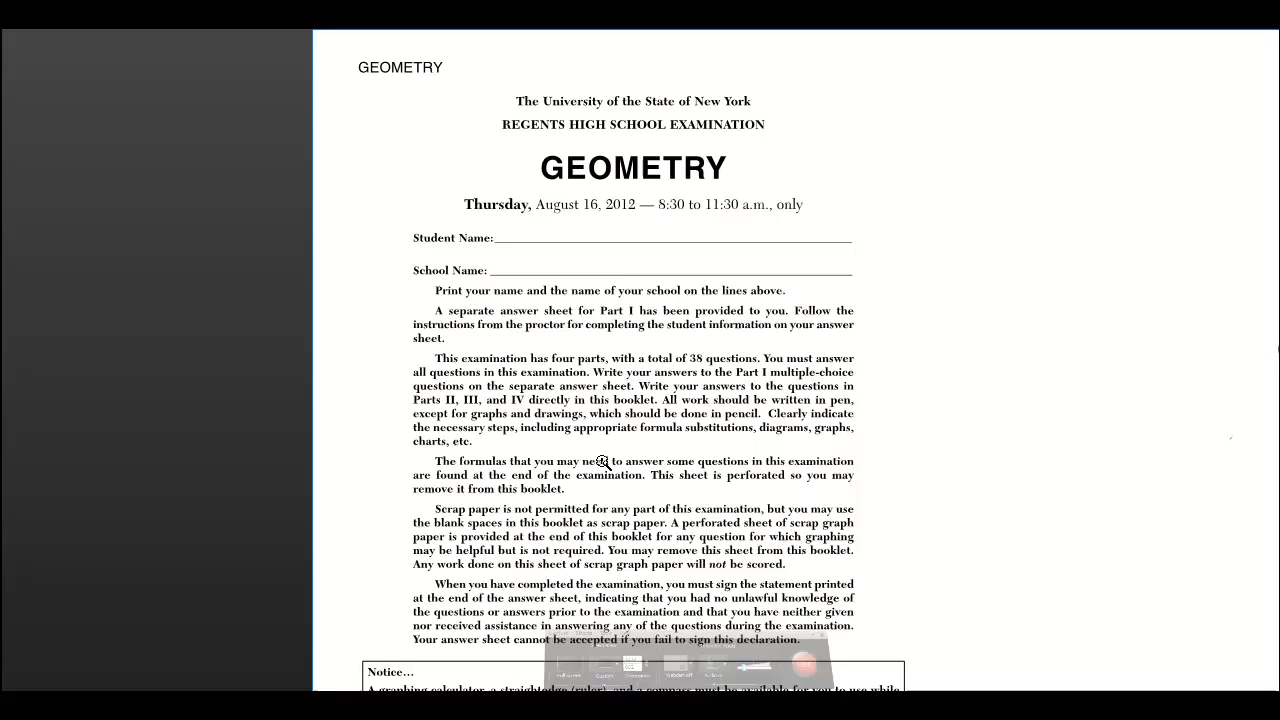 GEOMETRY
The University of the State of New York
REGENTS HIGH SCHOOL EXAMINATION
GEOMETRY
Thursday, August 16, 2012 — 8:30 to 11:30 a.m., only
Student Name:
School Name:
Print your name and the name of your school on the lines above.
A separate answer sheet for Part I has been provided to you. Follow the
instructions from the proctor for completing the student information on your answer
sheet.
This examination has four parts, with a total of 38 questions. You must answer
all questions in this examination. Write your answers to the Part I multiple-choice
questions on the separate answer sheet. Write your answers to the questions in
Parts II, III, and IV directly in this booklet. All work should be written in pen,
except for graphs and drawings, which should be done in pencil. Clearly indicate
the necessary steps, including appropriate formula substitutions, diagrams, graphs,
charts, etc.
The formulas that you may need to answer some questions in this examination
are found at the end of the examination. This sheet is perforated so you may
remove it from this booklet.
Scrap paper is not permitted for any part of this examination, but you may use
the blank spaces in this booklet as scrap paper. A perforated sheet of scrap graph
paper is provided at the end of this booklet for any question for which graphing
may be helpful but is not required. You may remove this sheet from this booklet.
Any work done on this sheet of scrap graph paper will not be scored.
When you have completed the examination, you must sign the statement printed
at the end of the answer sheet, indicating that you had no unlawful knowledge of
the questions or answers prior to the examination and that you have neither given
nor received assistance in answering any of the questions during the examination.
Your answer sheet cannot be accepted if you fail to sign this declaration.
Notice…
A graphing calculator, a straightedge (ruler), and a compass must be available for you to use while